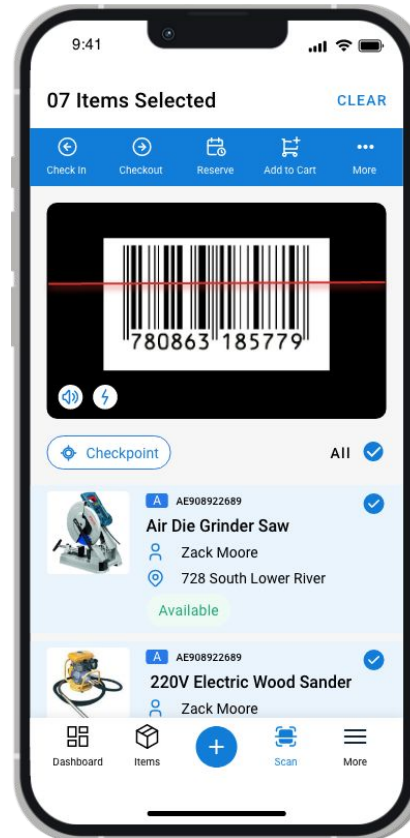 9:41
07 Items Selected
CLEAR
Check In
Checkout
Reserve
Add to Cart
More
780863 185779
Checkpoint
All
A AE908922689
Air Die Grinder Saw
Zack Moore
728 South Lower River
Available
A AE908922689
220V Electric Wood Sander
Zack Moore
Dashboard
Items
Scan
More